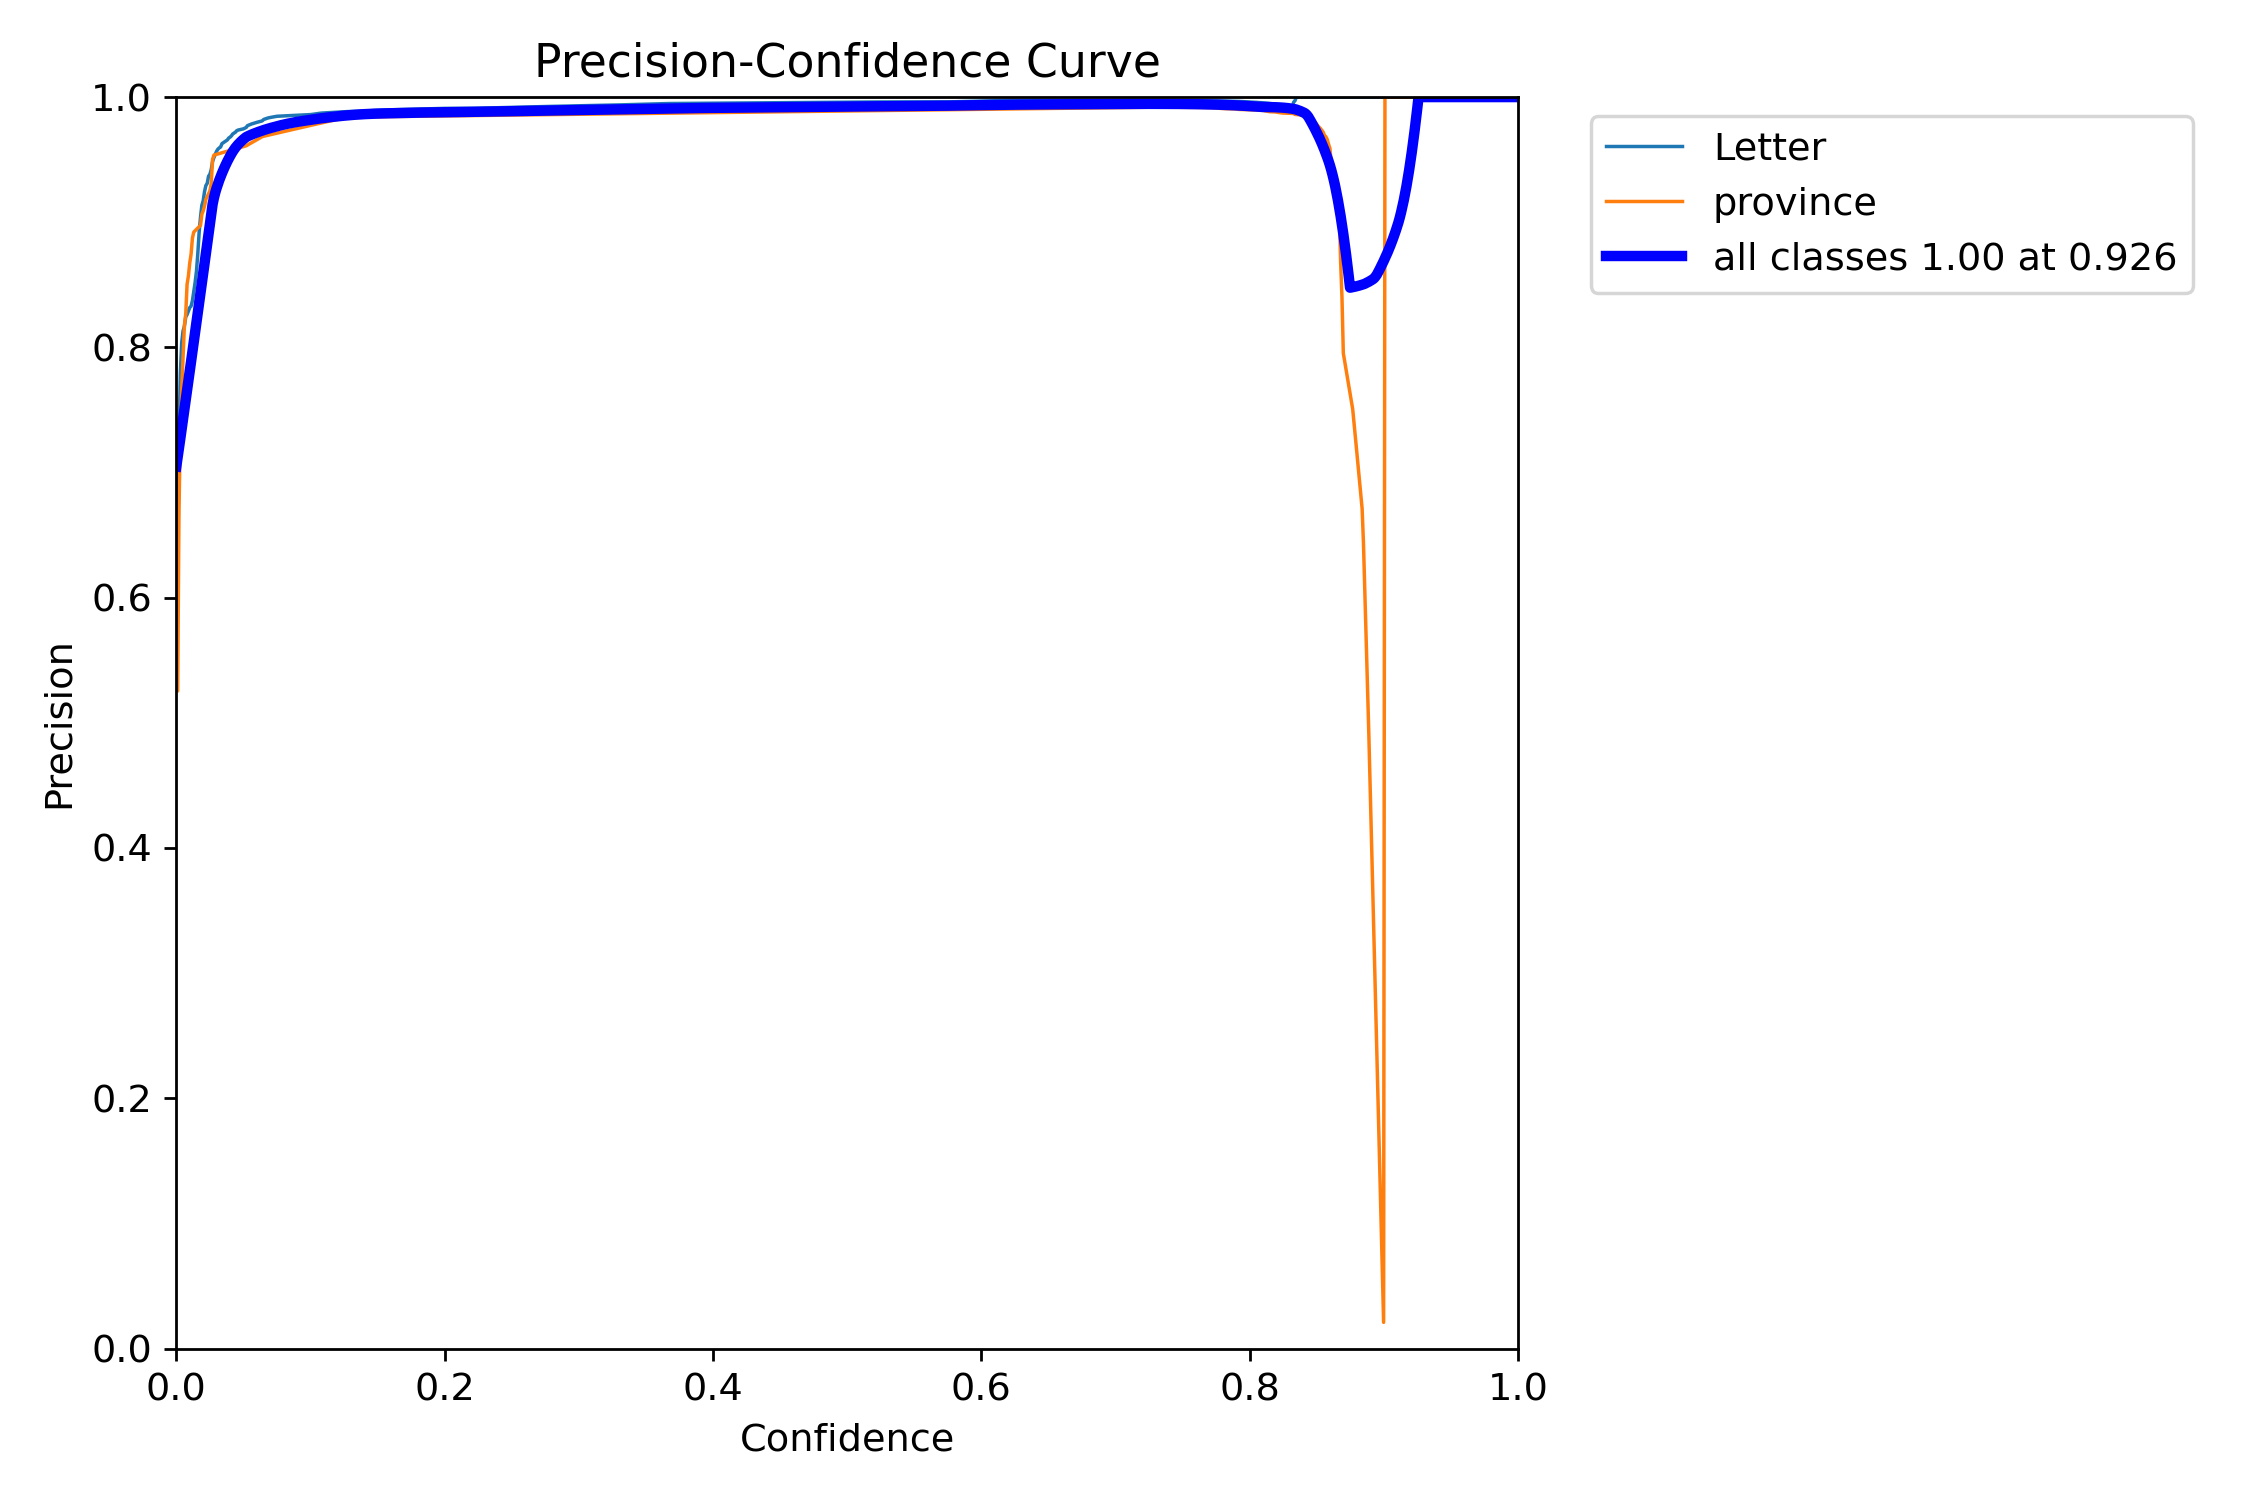 Precision-Confidence Curve
1.0
0.8
0.6
0.4
0.2
0.0
Precision
0.0 0.2 0.4 0.6 0.8 1.0
Confidence
Letter
province
all classes 1.00 at 0.926